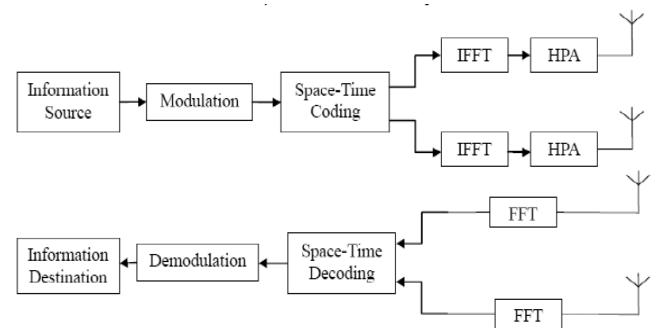 IFFT
HPA
Information
Source
Modulation
Space-Time
Coding
IFFT
HPA
FFT
Information
Destination
Demodulation
Space-Time
Decoding
FFT